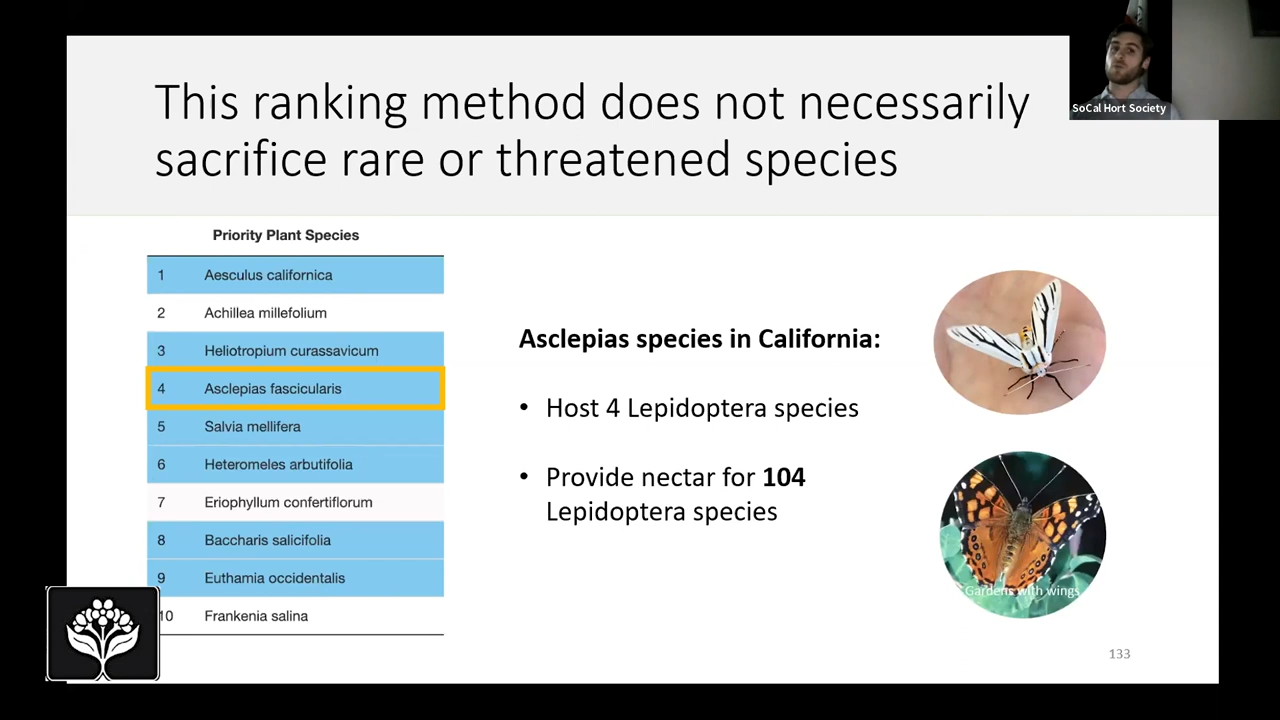 This ranking method does not necessarily
sacrifice rare or threatened species
SoCal Hort Society
Priority Plant Species
1 Aesculus californica
2 Achillea millefolium
3 Heliotropium curassavicum
4 Asclepias fascicularis
5 Salvia mellifera
6 Heteromeles arbutifolia
7 Eriophyllum confertiflorum
8 Baccharis salicifolia
9 Euthamia occidentalis
10 Frankenia salina
Asclepias species in California:
• Host 4 Lepidoptera species
• Provide nectar for 104
Lepidoptera species
Gardens with wings
133